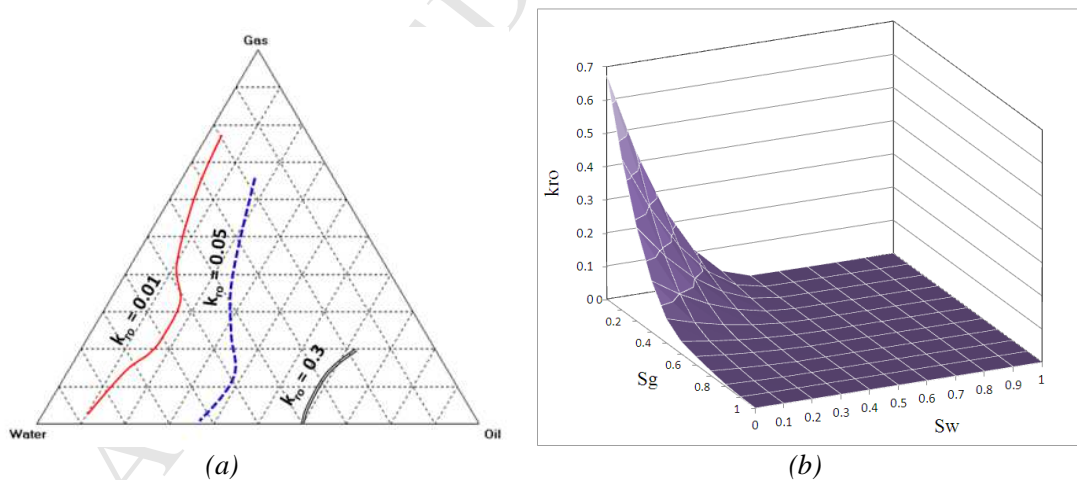 Gas
k_ro = 0.01
k_ro = 0.05
k_ro = 0.3
Water
Oil
(a)
0.7
0.6
0.5
0.4
0.3
0.2
0.1
0
kro
0
0.2
0.4
0.6
0.8
1
Sg
0 0.1 0.2 0.3 0.4 0.5 0.6 0.7 0.8 0.9 1
Sw
(b)